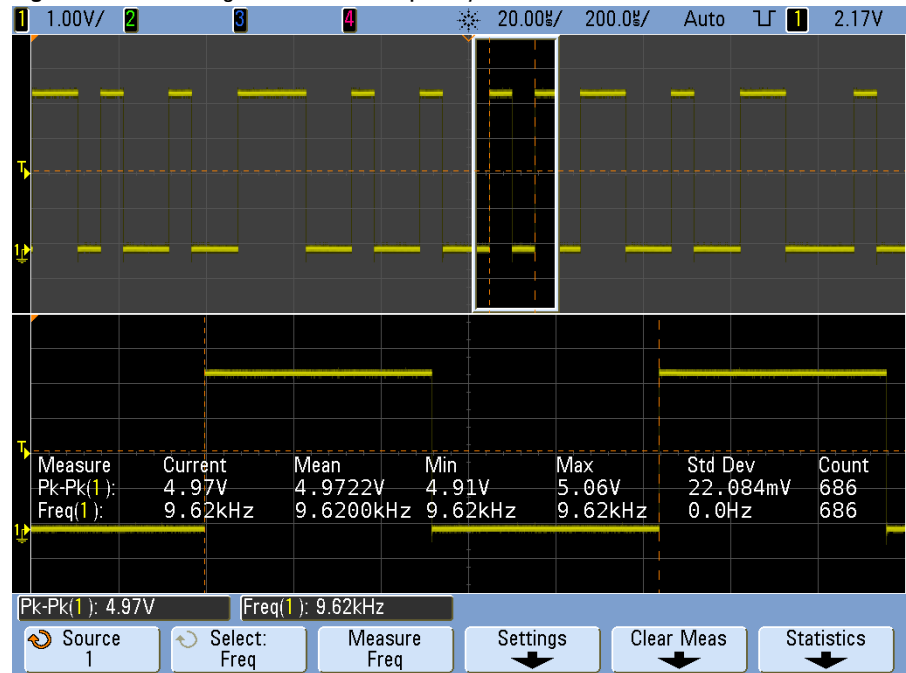 1 1.00V/ 2 3 4 20.00㎲/ 200.0㎲/ Auto 1 2.17V
T
1
T
Measure Current Mean Min Max Std Dev Count
Pk-Pk(1): 4.97V 4.9722V 4.91V 5.06V 22.084mV 686
Freq(1): 9.62kHz 9.6200kHz 9.62kHz 9.62kHz 0.0Hz 686
1
Pk-Pk(1): 4.97V Freq(1): 9.62kHz
Source Select: Measure Settings Clear Meas Statistics
1 Freq Freq